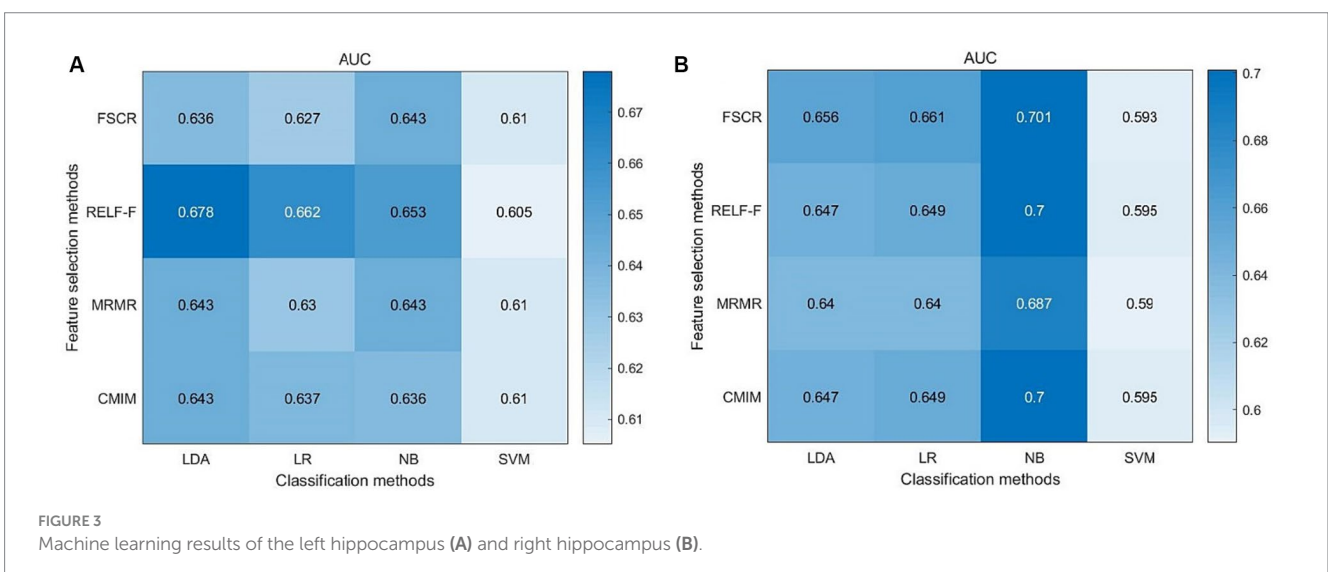 A
AUC
FSCR 0.636 0.627 0.643 0.61
RELF-F 0.678 0.662 0.653 0.605
MRMR 0.643 0.63 0.643 0.61
CMIM 0.643 0.637 0.636 0.61
LDA LR NB SVM
Classification methods
Feature selection methods
0.67
0.66
0.65
0.64
0.63
0.62
0.61
B
AUC
FSCR 0.656 0.661 0.701 0.593
RELF-F 0.647 0.649 0.7 0.595
MRMR 0.64 0.64 0.687 0.59
CMIM 0.647 0.649 0.7 0.595
LDA LR NB SVM
Classification methods
Feature selection methods
0.7
0.68
0.66
0.64
0.62
0.6
FIGURE 3
Machine learning results of the left hippocampus (A) and right hippocampus (B).